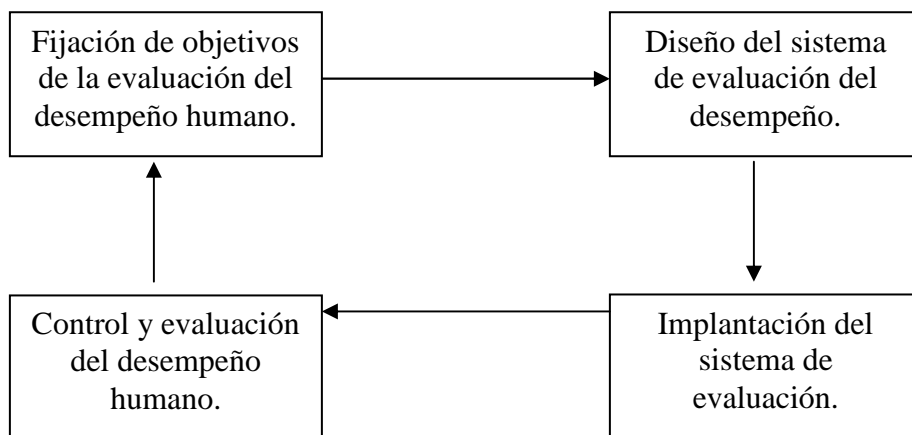 Fijación de objetivos
de la evaluación del
desempeño humano.
Diseño del sistema
de evaluación del
desempeño.
Control y evaluación
del desempeño
humano.
Implantación del
sistema de
evaluación.